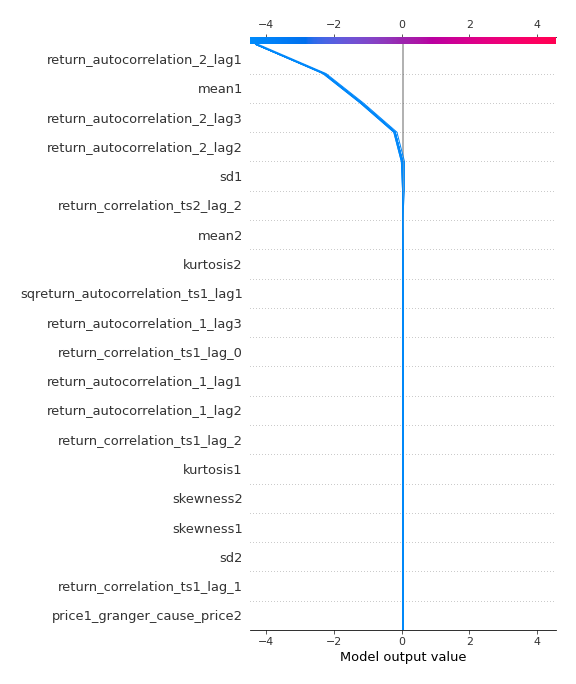 −4 −2 0 2 4
return_autocorrelation_2_lag1
mean1
return_autocorrelation_2_lag3
return_autocorrelation_2_lag2
sd1
return_correlation_ts2_lag_2
mean2
kurtosis2
sqreturn_autocorrelation_ts1_lag1
return_autocorrelation_1_lag3
return_correlation_ts1_lag_0
return_autocorrelation_1_lag1
return_autocorrelation_1_lag2
return_correlation_ts1_lag_2
kurtosis1
skewness2
skewness1
sd2
return_correlation_ts1_lag_1
price1_granger_cause_price2
−4 −2 0 2 4
Model output value